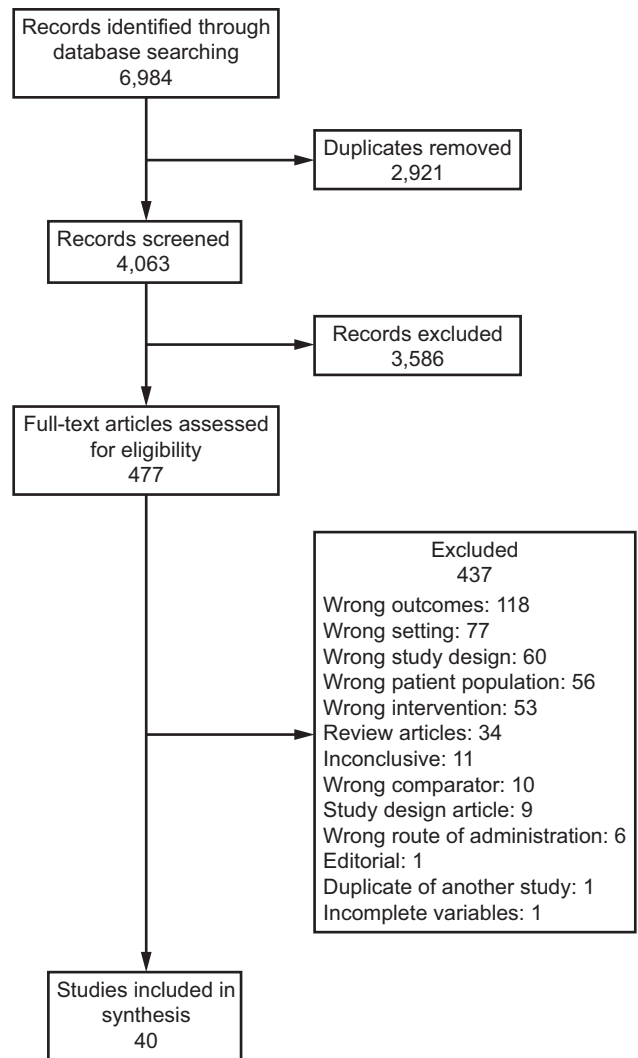 Records identified through
database searching
6,984
Duplicates removed
2,921
Records screened
4,063
Records excluded
3,586
Full-text articles assessed
for eligibility
477
Excluded
437
Wrong outcomes: 118
Wrong setting: 77
Wrong study design: 60
Wrong patient population: 56
Wrong intervention: 53
Review articles: 34
Inconclusive: 11
Wrong comparator: 10
Study design article: 9
Wrong route of administration: 6
Editorial: 1
Duplicate of another study: 1
Incomplete variables: 1
Studies included in
synthesis
40